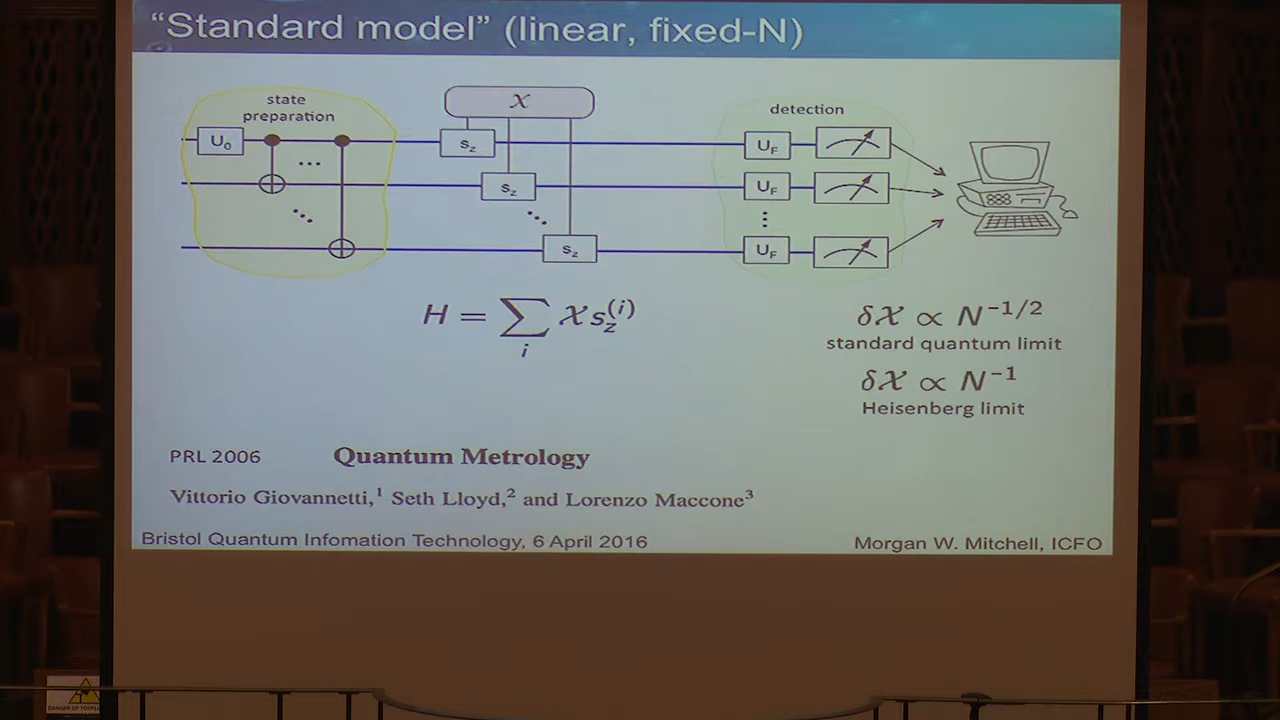 “Standard model” (linear, fixed-N)
state
preparation
X
detection
U₀
...
s_z
U_F
s_z
U_F
...
...
⋮
s_z
U_F
H = ∑_i X s_z^(i)
δX ∝ N^(-1/2)
standard quantum limit
δX ∝ N^(-1)
Heisenberg limit
PRL 2006 Quantum Metrology
Vittorio Giovannetti,¹ Seth Lloyd,² and Lorenzo Maccone³
Bristol Quantum Infomation Technology, 6 April 2016 Morgan W. Mitchell, ICFO